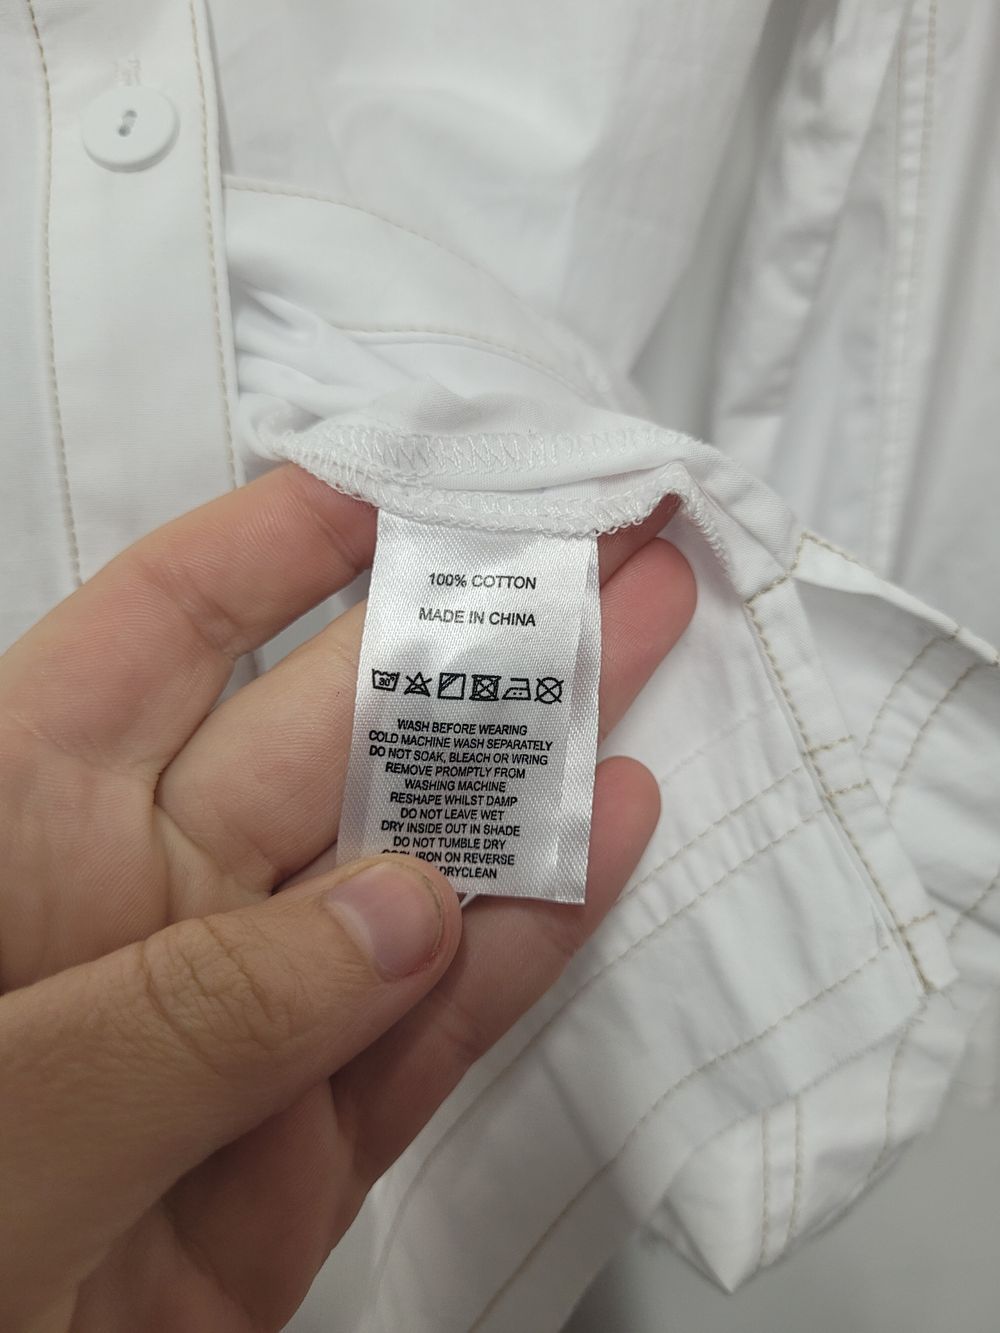 100% COTTON
MADE IN CHINA
30°
WASH BEFORE WEARING
COLD MACHINE WASH SEPARATELY
DO NOT SOAK, BLEACH OR WRING
REMOVE PROMPTLY FROM
WASHING MACHINE
RESHAPE WHILST DAMP
DO NOT LEAVE WET
DRY INSIDE OUT IN SHADE
DO NOT TUMBLE DRY
COOL IRON ON REVERSE
DRYCLEAN